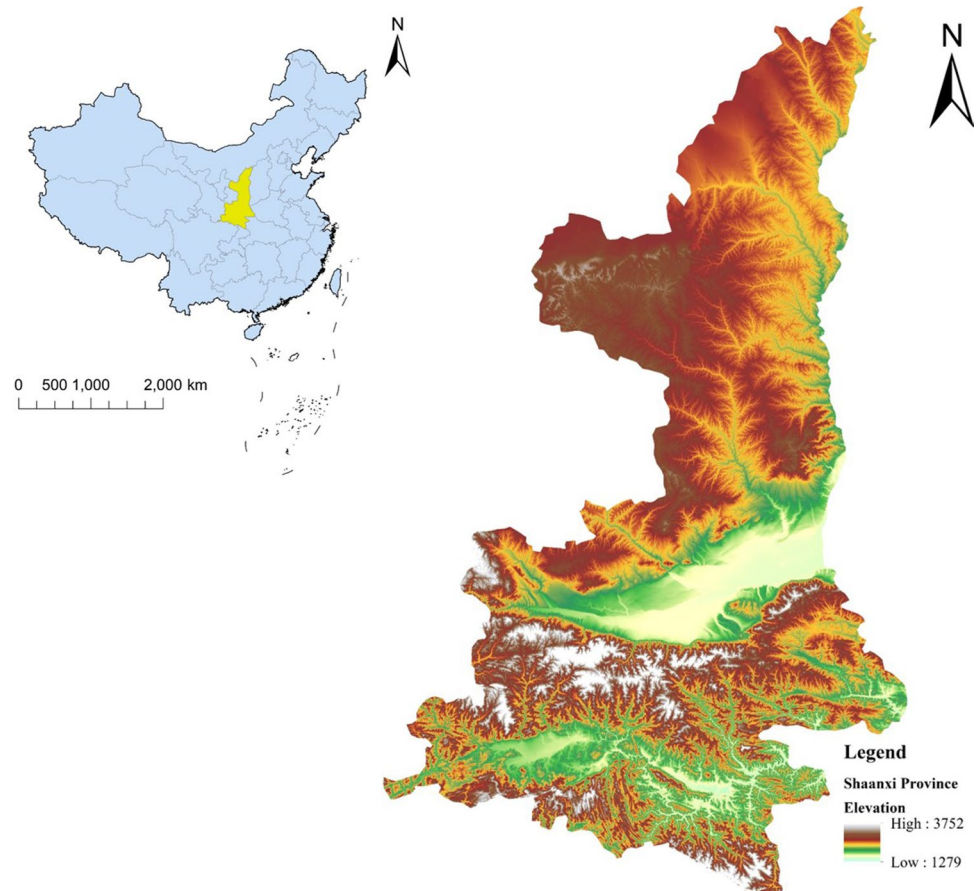 N
N
0 500 1,000 2,000 km
Legend
Shaanxi Province
Elevation
High : 3752
Low : 1279